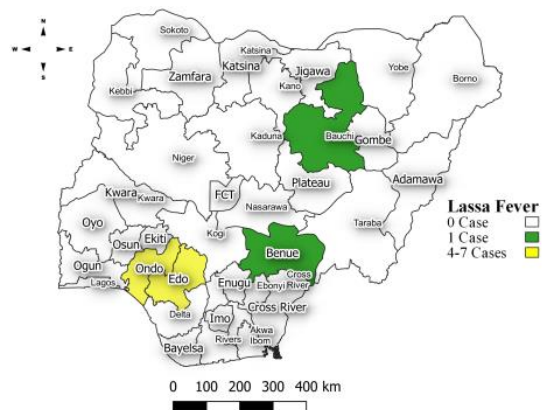 N
W E
S
Sokoto
Katsina
Katsina
Zamfara
Jigawa
Yobe
Borno
Kebbi
Kano
Kaduna
Bauchi
Gombe
Niger
Plateau
Adamawa
FCT
Kwara
Kwara
Nasarawa
Taraba
Oyo
Kogi
Ekiti
Osun
Benue
Ogun
Ondo
Edo
Lagos
Enugu
Ebonyi
Cross
River
Cross River
Delta
Imo
Akwa
Ibom
Rivers
Bayelsa
Lassa Fever
0 Case
1 Case
4-7 Cases
0 100 200 300 400 km